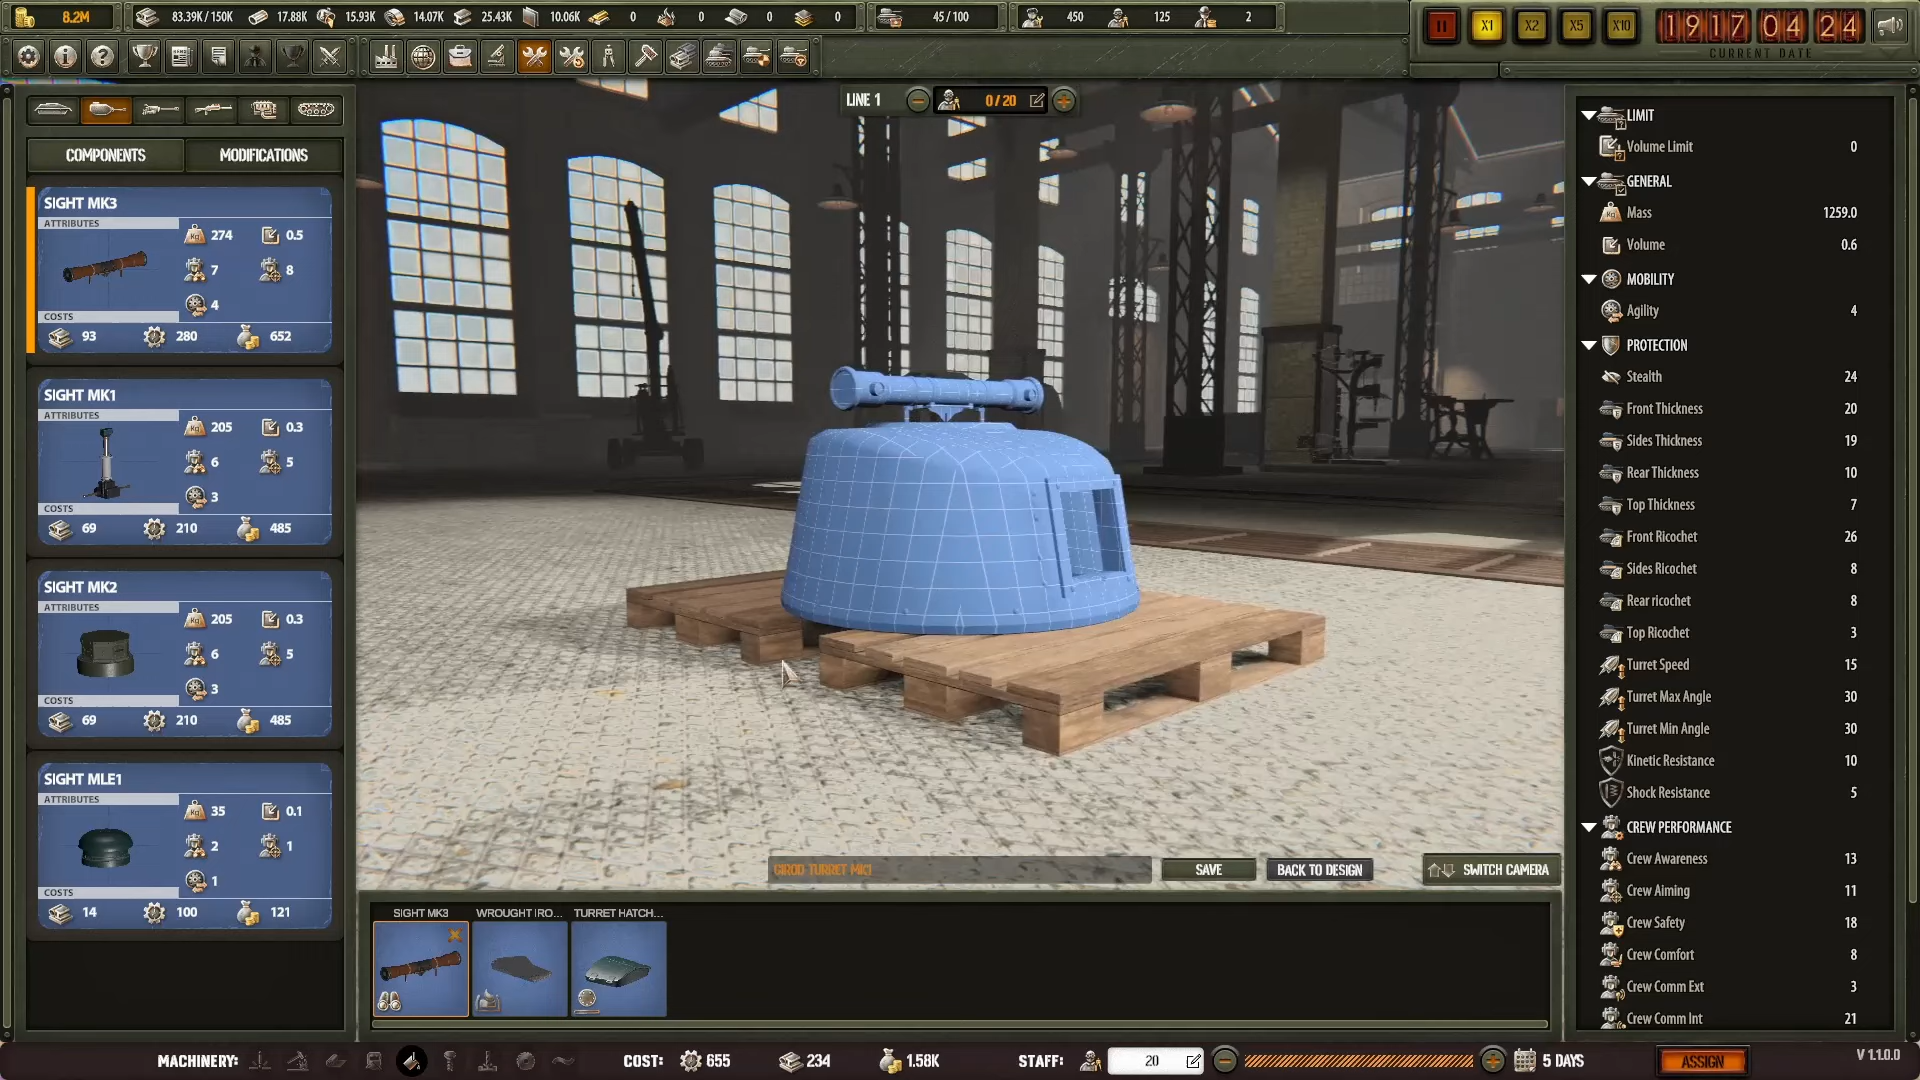 8.2M 83.39K/150K 17.88K 15.93K 14.07K 25.43K 10.06K 0 0 0 0 45/100 450 125 2
X1 X2 X5 X10 19 17 04 24
CURRENT DATE
LINE 1 0/20
COMPONENTS MODIFICATIONS
SIGHT MK3
ATTRIBUTES
274 0.5
7 8
4
COSTS
93 280 652
SIGHT MK1
ATTRIBUTES
205 0.3
6 5
3
COSTS
69 210 485
SIGHT MK2
ATTRIBUTES
205 0.3
6 5
3
COSTS
69 210 485
SIGHT MLE1
ATTRIBUTES
35 0.1
2 1
1
COSTS
14 100 121
GIROD TURRET MK1 SAVE BACK TO DESIGN SWITCH CAMERA
SIGHT MK3 WROUGHT IRO... TURRET HATCH...
LIMIT
Volume Limit 0
GENERAL
Mass 1259.0
Volume 0.6
MOBILITY
Agility 4
PROTECTION
Stealth 24
Front Thickness 20
Sides Thickness 19
Rear Thickness 10
Top Thickness 7
Front Ricochet 26
Sides Ricochet 8
Rear ricochet 8
Top Ricochet 3
Turret Speed 15
Turret Max Angle 30
Turret Min Angle 30
Kinetic Resistance 10
Shock Resistance 5
CREW PERFORMANCE
Crew Awareness 13
Crew Aiming 11
Crew Safety 18
Crew Comfort 8
Crew Comm Ext 3
Crew Comm Int 21
MACHINERY: COST: 655 234 1.58K STAFF: 20 5 DAYS ASSIGN V 1.1.0.0